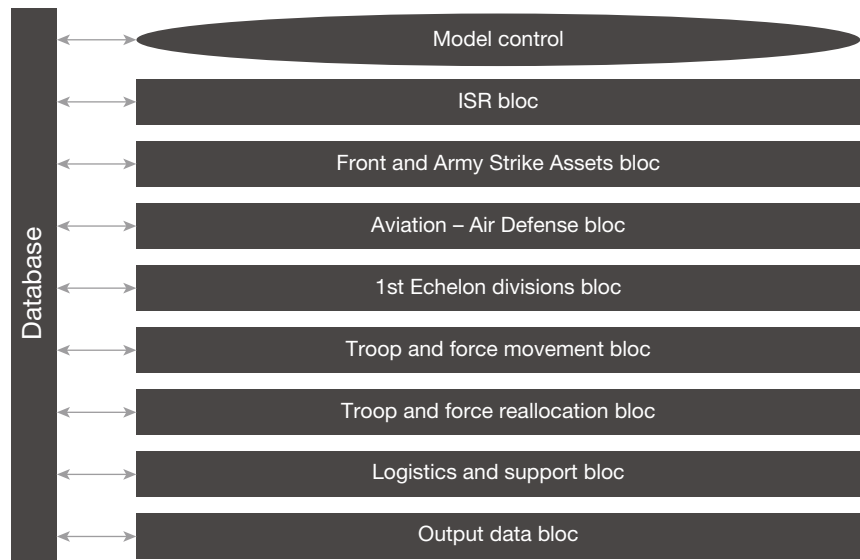 Database
Model control
ISR bloc
Front and Army Strike Assets bloc
Aviation – Air Defense bloc
1st Echelon divisions bloc
Troop and force movement bloc
Troop and force reallocation bloc
Logistics and support bloc
Output data bloc